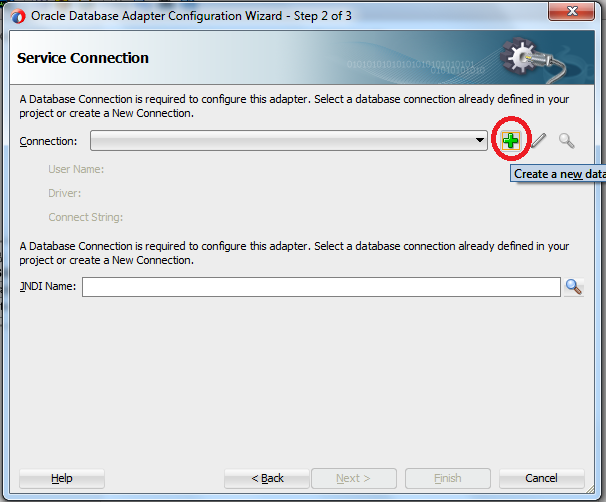 Oracle Database Adapter Configuration Wizard - Step 2 of 3
Service Connection
01010101010101010101010101
0101010101010
A Database Connection is required to configure this adapter. Select a database connection already defined in your
project or create a New Connection.
Connection:
Create a new data
User Name:
Driver:
Connect String:
A Database Connection is required to configure this adapter. Select a database connection already defined in your
project or create a New Connection.
JNDI Name:
Help
< Back
Next >
Finish
Cancel